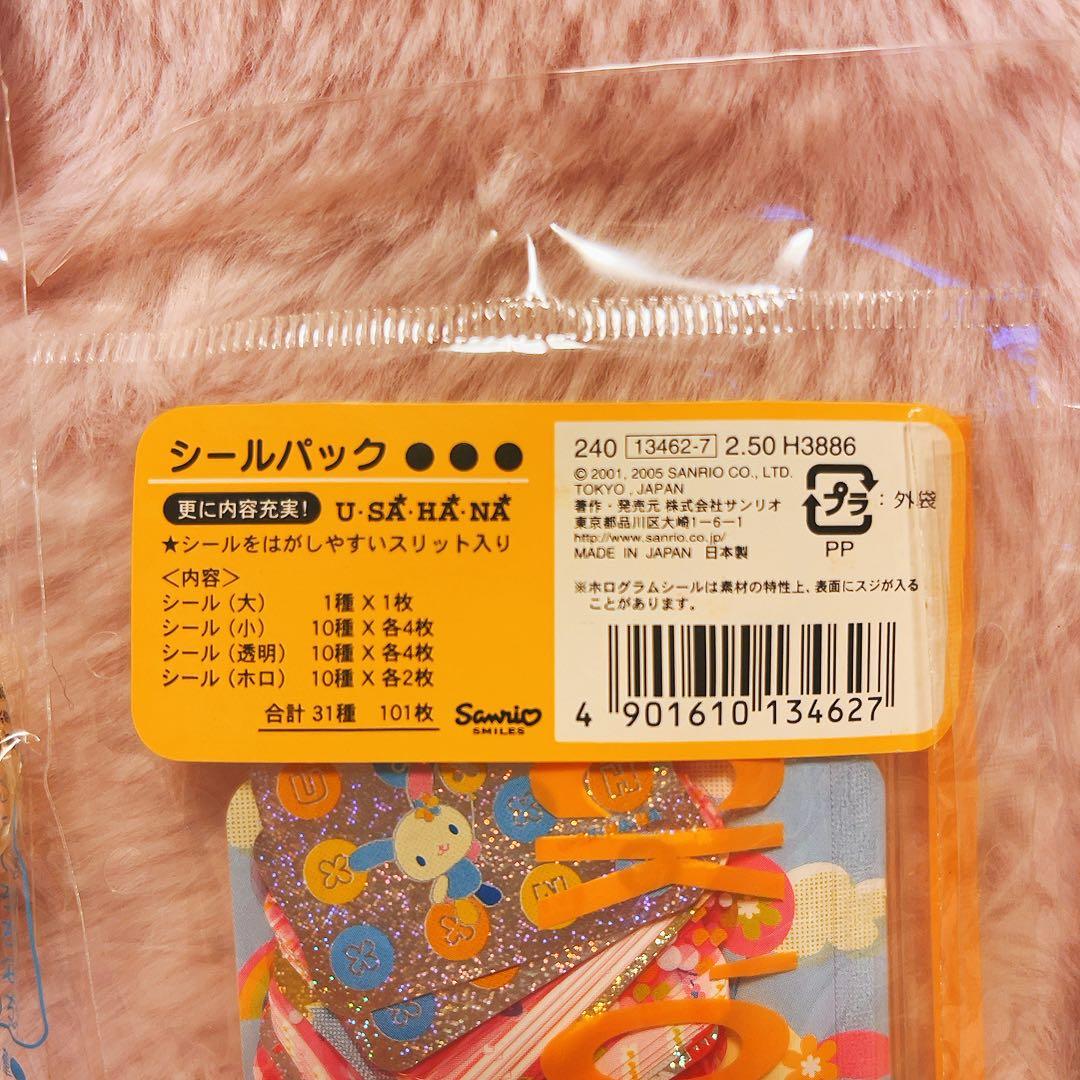 シールパック ●●●
更に内容充実! U・SA・HA・NA
★シールをはがしやすいスリット入り
＜内容＞
シール（大） 1種 X 1枚
シール（小） 10種 X 各4枚
シール（透明） 10種 X 各4枚
シール（ホロ） 10種 X 各2枚
合計 31種 101枚
Sanrio
SMILES
240 13462-7 2.50 H3886
© 2001, 2005 SANRIO CO., LTD.
TOKYO, JAPAN
著作・発売元 株式会社サンリオ
東京都品川区大崎1-6-1
http://www.sanrio.co.jp/
MADE IN JAPAN 日本製
プラ : 外袋
PP
※ホログラムシールは素材の特性上、表面にスジが入る
ことがあります。
4 901610 134627
U
H